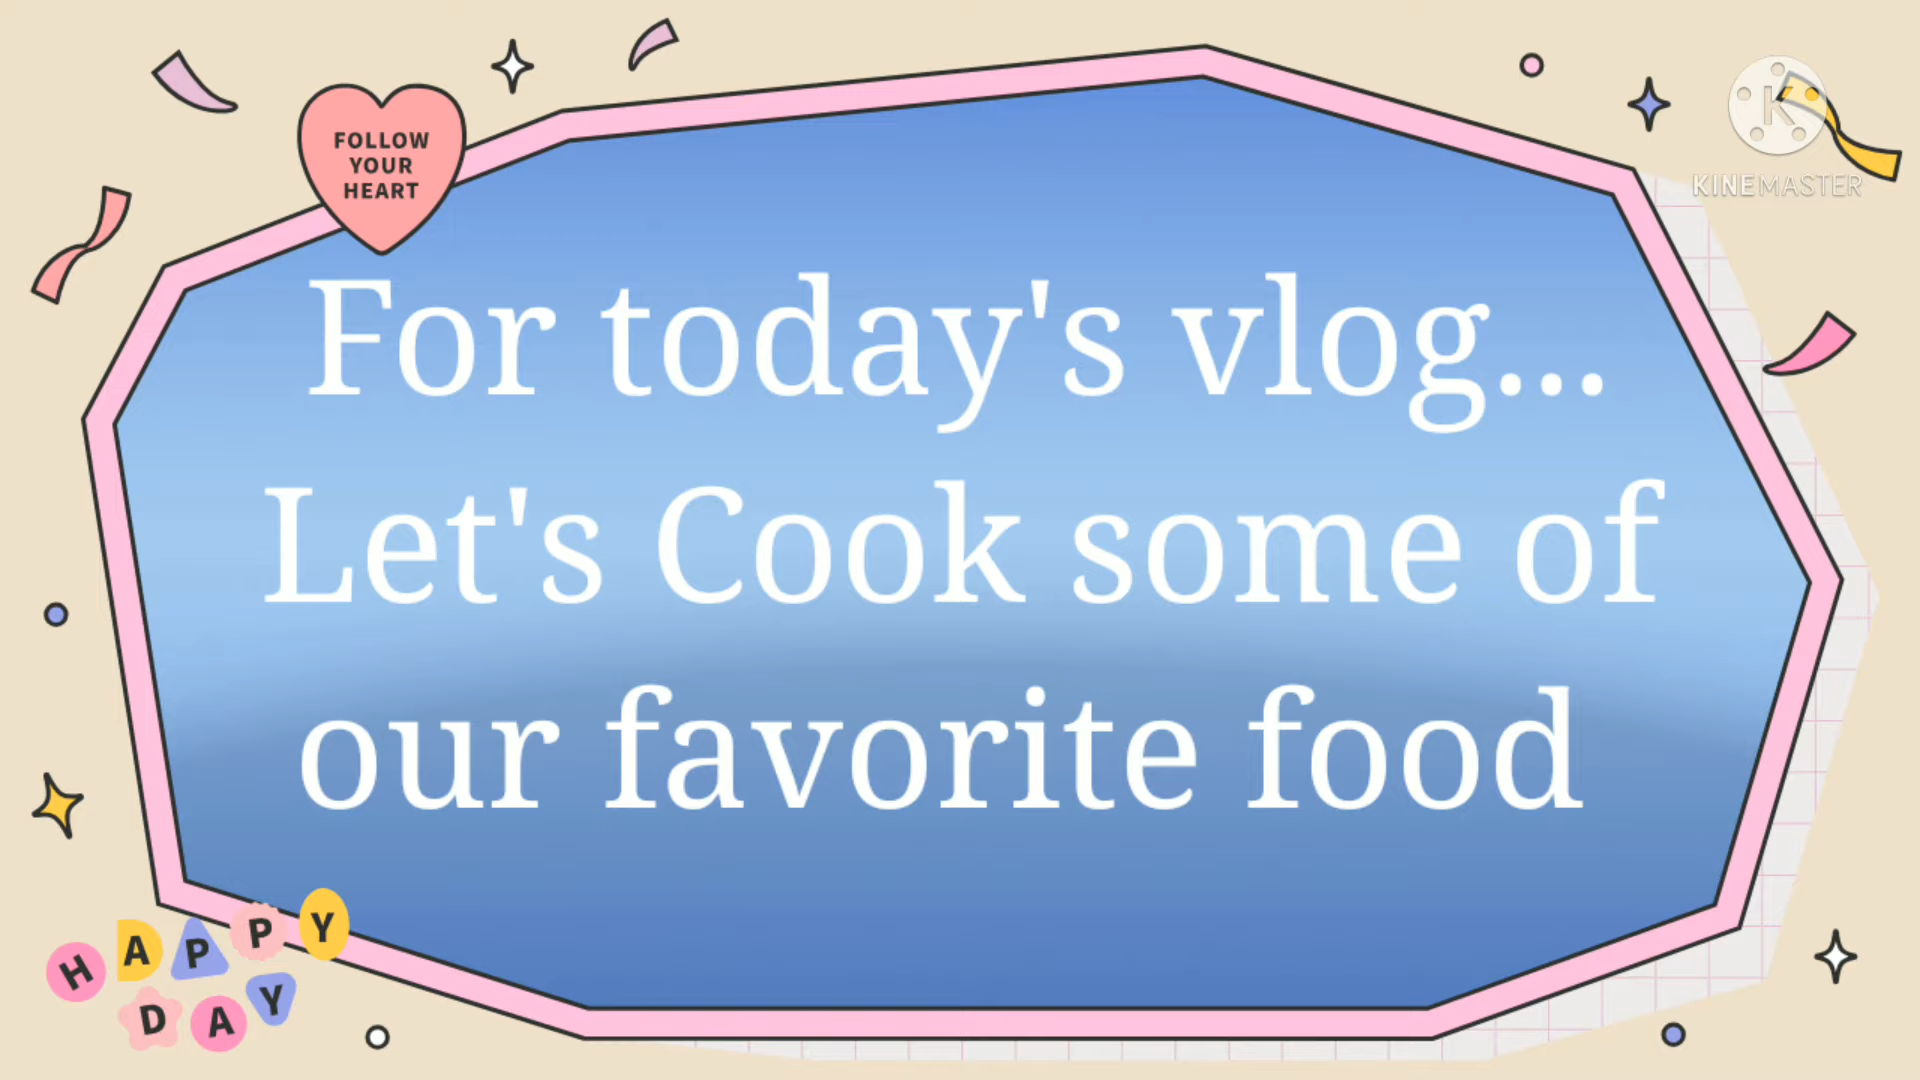 FOLLOW
YOUR
HEART
KINEMASTER
For today's vlog...
Let's Cook some of
our favorite food
HAPPY
DAY